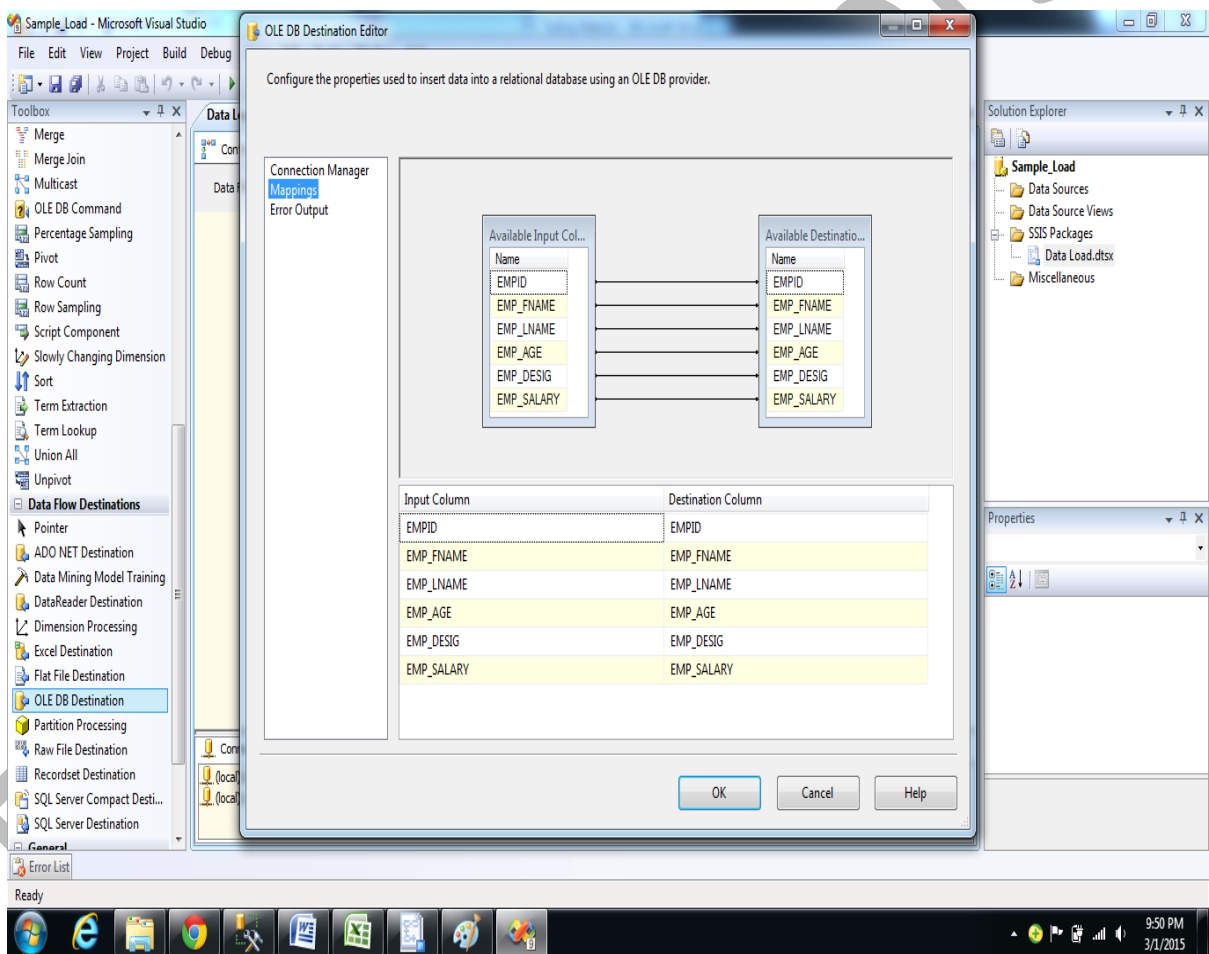 Sample_Load - Microsoft Visual Studio
File Edit View Project Build Debug
Toolbox
Merge
Merge Join
Multicast
OLE DB Command
Percentage Sampling
Pivot
Row Count
Row Sampling
Script Component
Slowly Changing Dimension
Sort
Term Extraction
Term Lookup
Union All
Unpivot
Data Flow Destinations
Pointer
ADO NET Destination
Data Mining Model Training
DataReader Destination
Dimension Processing
Excel Destination
Flat File Destination
OLE DB Destination
Partition Processing
Raw File Destination
Recordset Destination
SQL Server Compact Desti...
SQL Server Destination
General
Error List
Ready
Data L
Con
Data F
Conn
(local)
(local)
OLE DB Destination Editor
Configure the properties used to insert data into a relational database using an OLE DB provider.
Connection Manager
Mappings
Error Output
Available Input Col...
Name
EMPID
EMP_FNAME
EMP_LNAME
EMP_AGE
EMP_DESIG
EMP_SALARY
Available Destinatio...
Name
EMPID
EMP_FNAME
EMP_LNAME
EMP_AGE
EMP_DESIG
EMP_SALARY
Input Column Destination Column
EMPID EMPID
EMP_FNAME EMP_FNAME
EMP_LNAME EMP_LNAME
EMP_AGE EMP_AGE
EMP_DESIG EMP_DESIG
EMP_SALARY EMP_SALARY
OK Cancel Help
Solution Explorer
Sample_Load
Data Sources
Data Source Views
SSIS Packages
Data Load.dtsx
Miscellaneous
Properties
9:50 PM
3/1/2015